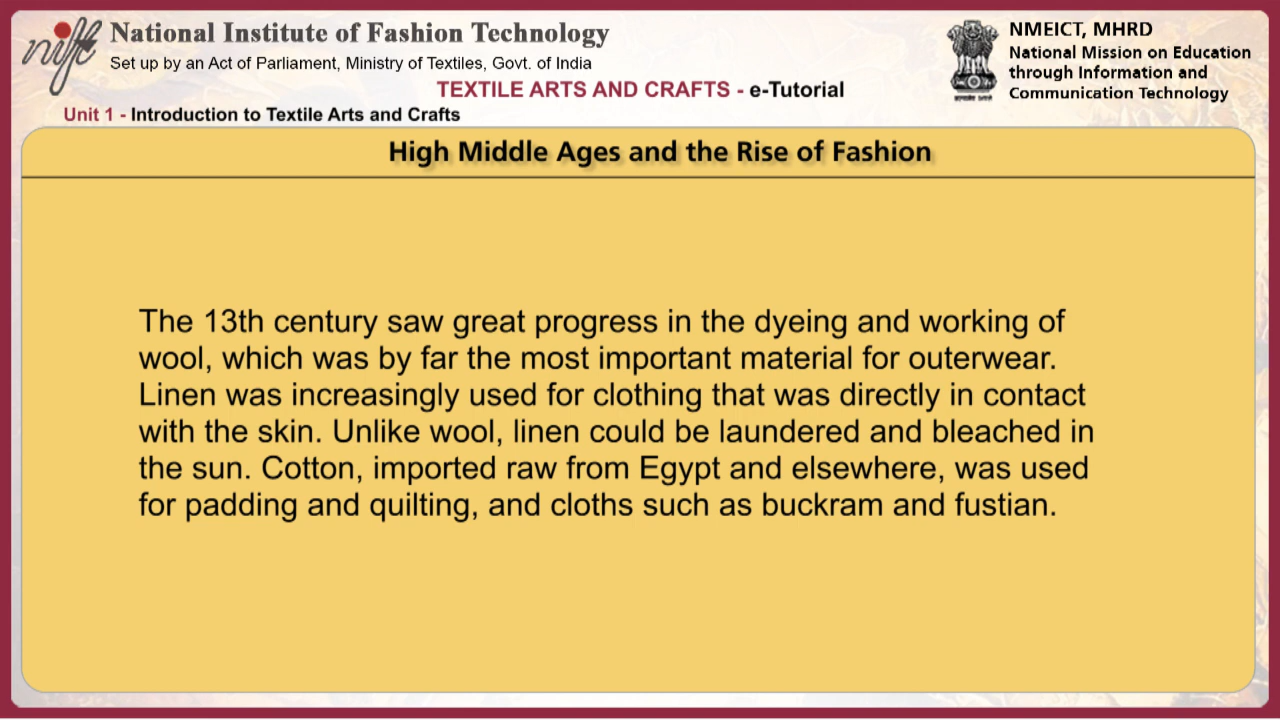 nift
National Institute of Fashion Technology
Set up by an Act of Parliament, Ministry of Textiles, Govt. of India
NMEICT, MHRD
National Mission on Education
through Information and
Communication Technology
TEXTILE ARTS AND CRAFTS - e-Tutorial
Unit 1 - Introduction to Textile Arts and Crafts
High Middle Ages and the Rise of Fashion
The 13th century saw great progress in the dyeing and working of
wool, which was by far the most important material for outerwear.
Linen was increasingly used for clothing that was directly in contact
with the skin. Unlike wool, linen could be laundered and bleached in
the sun. Cotton, imported raw from Egypt and elsewhere, was used
for padding and quilting, and cloths such as buckram and fustian.